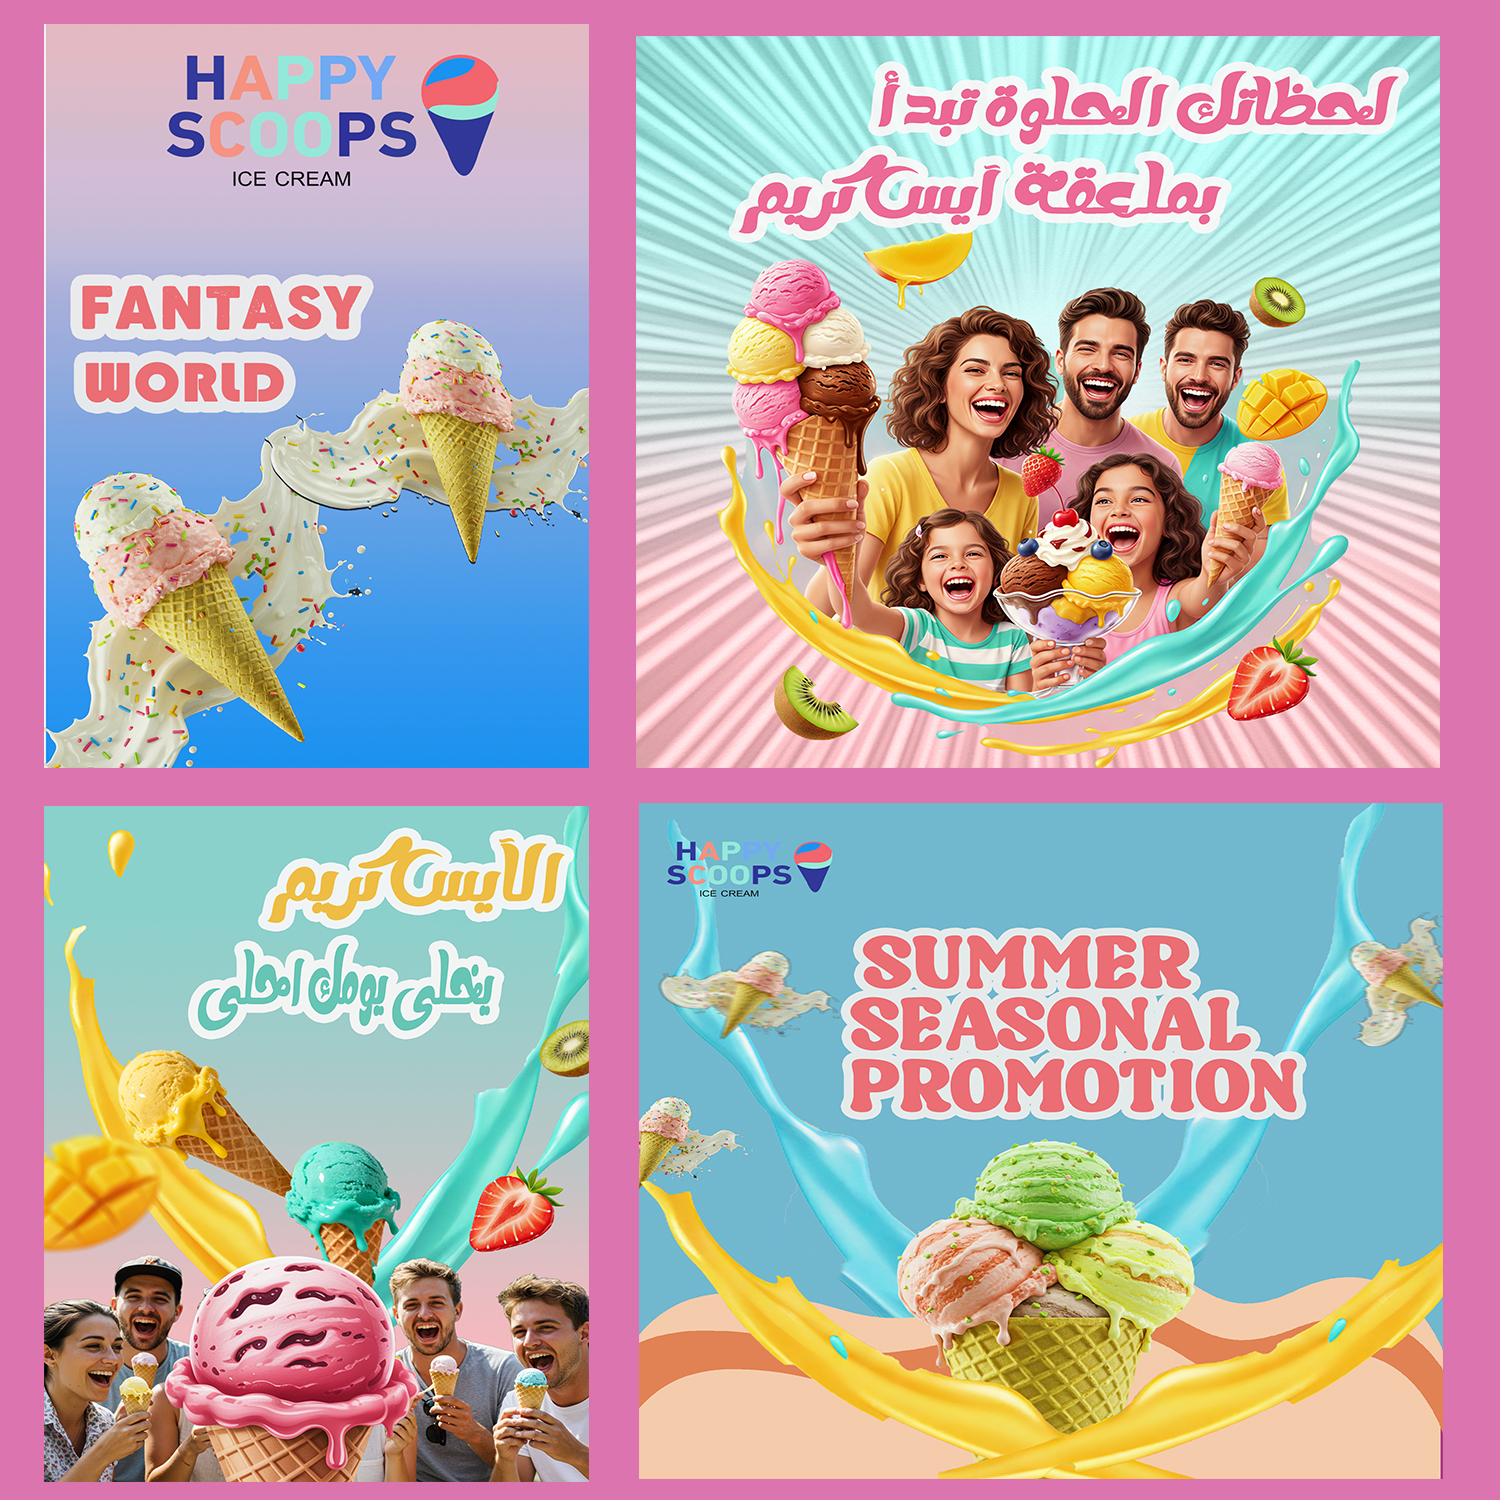 HAPPY
SCOOPS
ICE CREAM
FANTASY
WORLD
لحظاتك الحلوة تبدأ
بملعقة آيس كريم
الآيس كريم
يخلي يومك احلى
HAPPY
SCOOPS
ICE CREAM
SUMMER
SEASONAL
PROMOTION